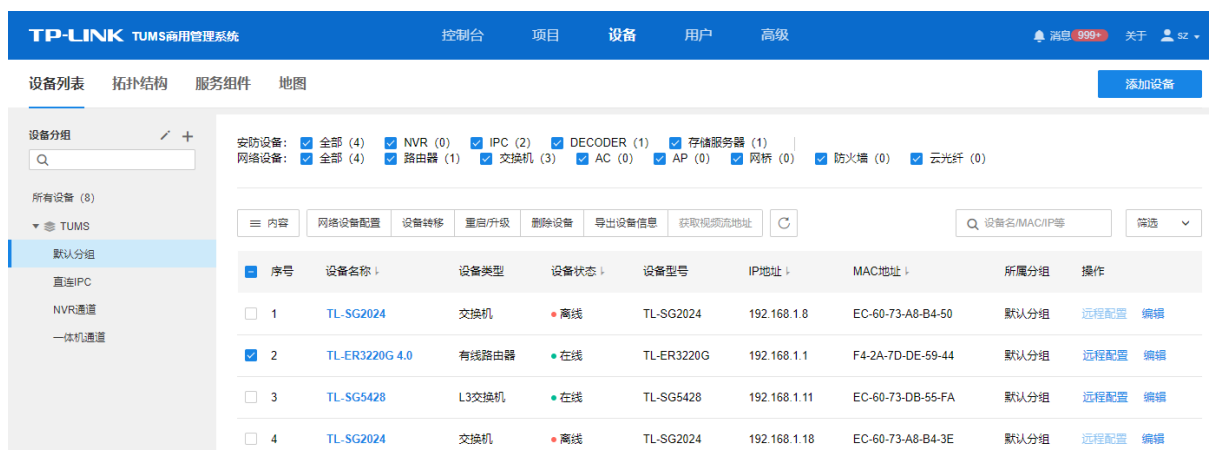 TP-LINK TUMS商用管理系统 控制台 项目 设备 用户 高级 消息 999+ 关于 sz
设备列表 拓扑结构 服务组件 地图 添加设备
设备分组
所有设备 (8)
TUMS
默认分组
直连IPC
NVR通道
一体机通道
安防设备: 全部 (4) NVR (0) IPC (2) DECODER (1) 存储服务器 (1)
网络设备: 全部 (4) 路由器 (1) 交换机 (3) AC (0) AP (0) 网桥 (0) 防火墙 (0) 云光纤 (0)
内容 网络设备配置 设备转移 重启/升级 删除设备 导出设备信息 获取视频流地址 设备名/MAC/IP等 筛选
序号 设备名称 设备类型 设备状态 设备型号 IP地址 MAC地址 所属分组 操作
1 TL-SG2024 交换机 离线 TL-SG2024 192.168.1.8 EC-60-73-A8-B4-50 默认分组 远程配置 编辑
2 TL-ER3220G 4.0 有线路由器 在线 TL-ER3220G 192.168.1.1 F4-2A-7D-DE-59-44 默认分组 远程配置 编辑
3 TL-SG5428 L3交换机 在线 TL-SG5428 192.168.1.11 EC-60-73-DB-55-FA 默认分组 远程配置 编辑
4 TL-SG2024 交换机 离线 TL-SG2024 192.168.1.18 EC-60-73-A8-B4-3E 默认分组 远程配置 编辑